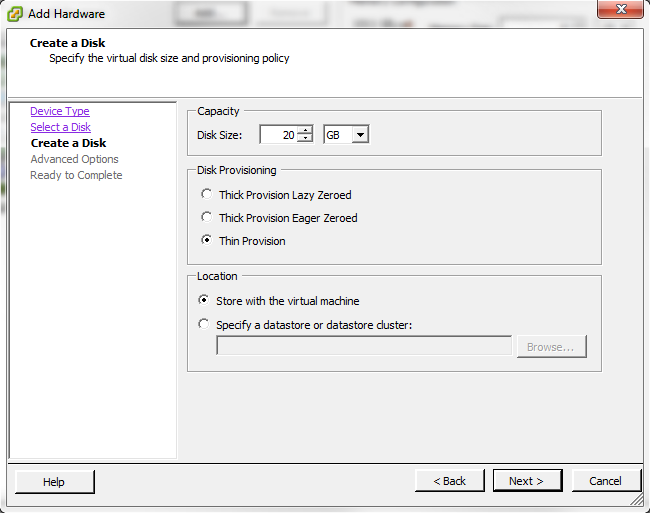 Add Hardware
Create a Disk
Specify the virtual disk size and provisioning policy
Device Type
Select a Disk
Create a Disk
Advanced Options
Ready to Complete
Capacity
Disk Size: 20 GB
Disk Provisioning
Thick Provision Lazy Zeroed
Thick Provision Eager Zeroed
Thin Provision
Location
Store with the virtual machine
Specify a datastore or datastore cluster:
Browse...
Help
< Back Next > Cancel